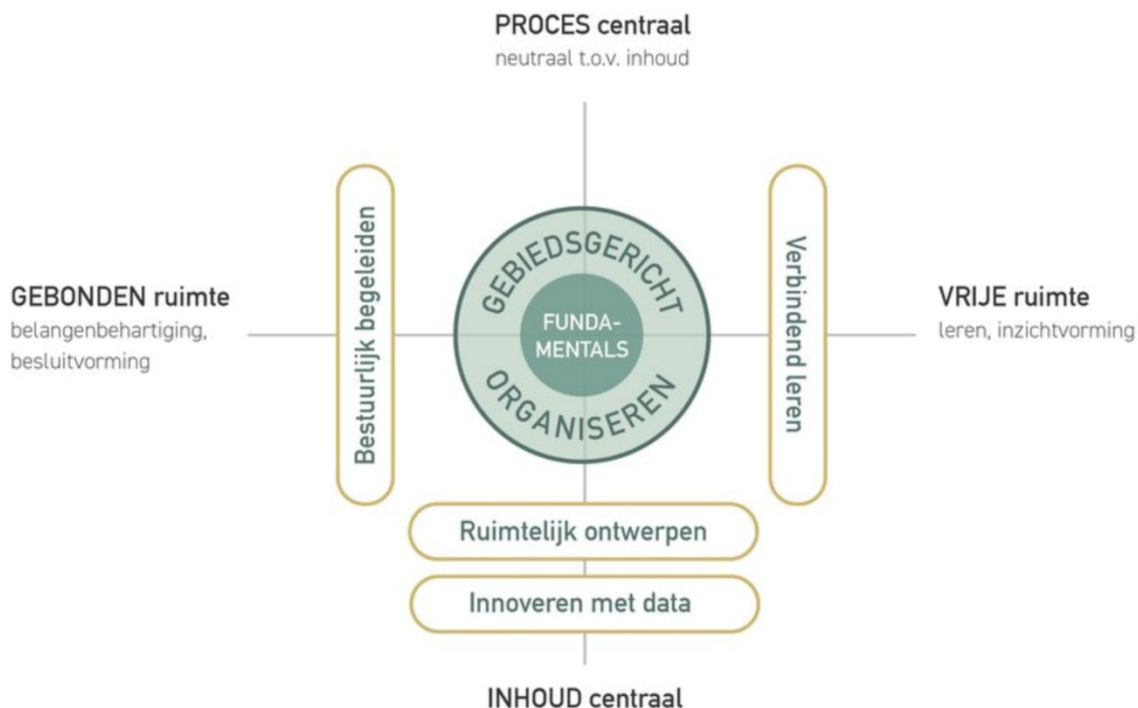 PROCES centraal
neutraal t.o.v. inhoud
GEBONDEN ruimte
belangenbehartiging,
besluitvorming
Bestuurlijk begeleiden
GEBIEDSGERICHT
FUNDA-
MENTALS
ORGANISEREN
Verbindend leren
VRIJE ruimte
leren, inzichtvorming
Ruimtelijk ontwerpen
Innoveren met data
INHOUD centraal